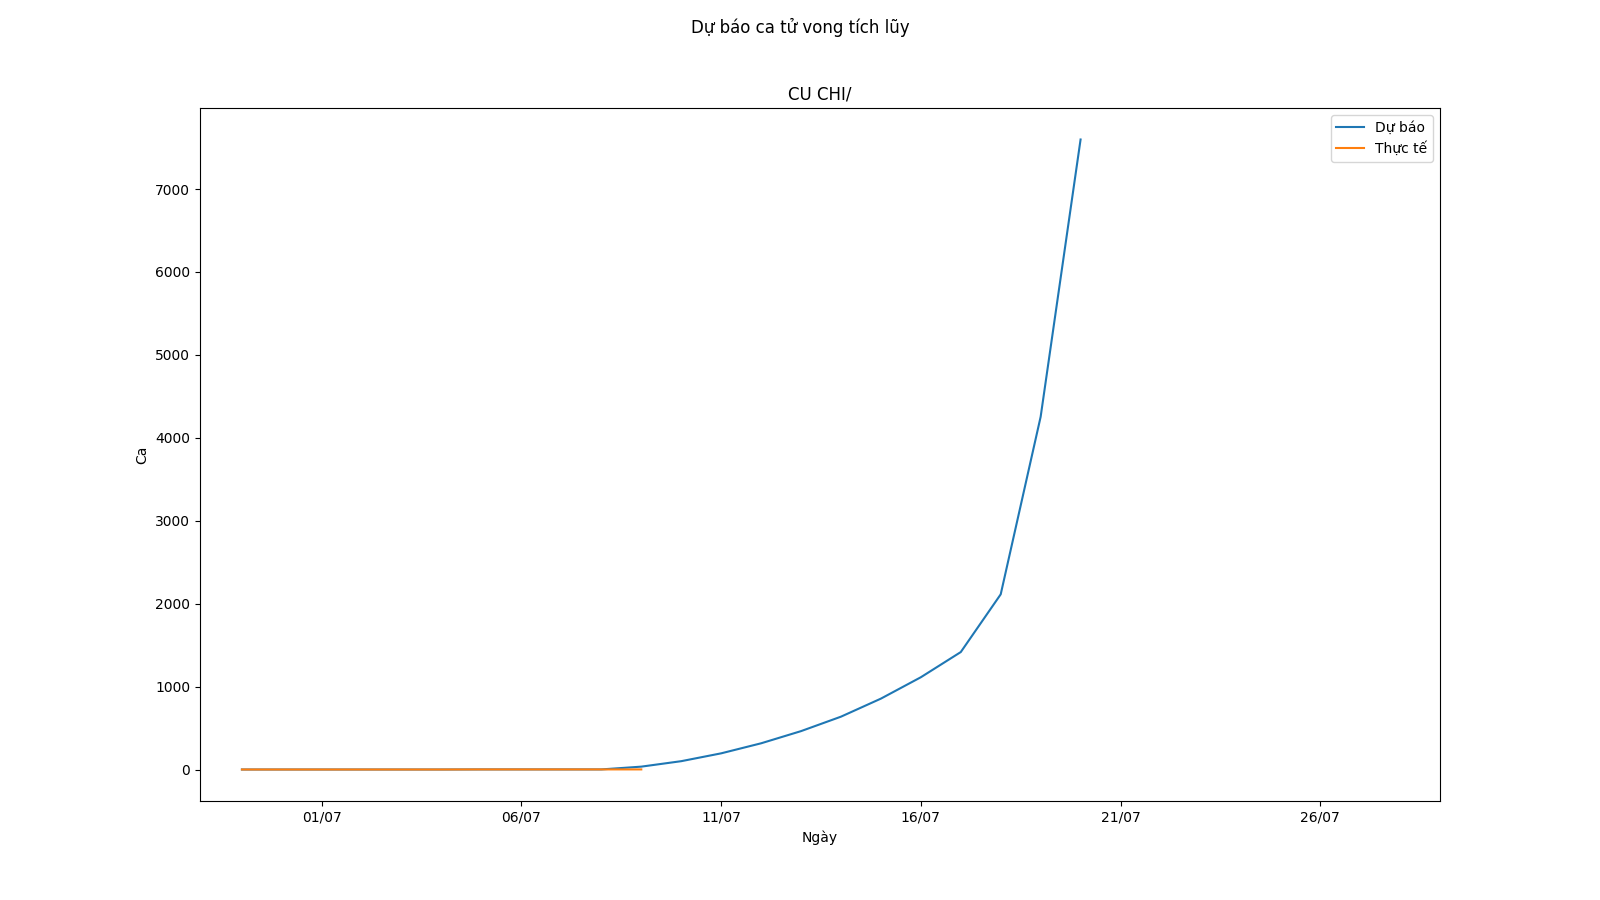 Dự báo ca tử vong tích lũy
CU CHI/
Dự báo
Thực tế
7000
6000
5000
4000
3000
2000
1000
0
Ca
01/07
06/07
11/07
16/07
21/07
26/07
Ngày